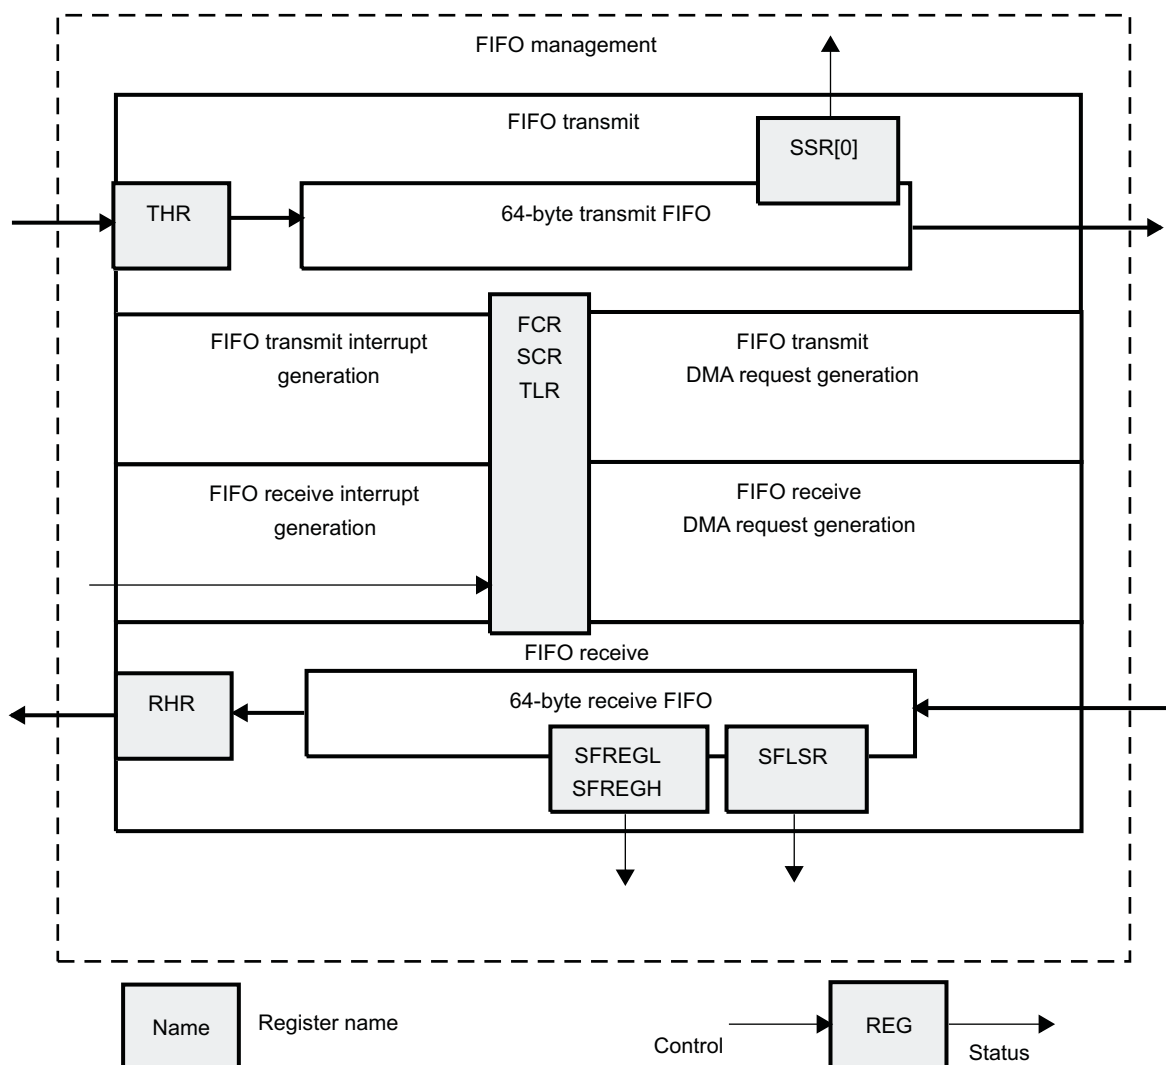 FIFO management
FIFO transmit
SSR[0]
THR
64-byte transmit FIFO
FCR
SCR
TLR
FIFO transmit interrupt
generation
FIFO transmit
DMA request generation
FIFO receive interrupt
generation
FIFO receive
DMA request generation
FIFO receive
RHR
64-byte receive FIFO
SFREGL
SFREGH
SFLSR
Name
Register name
Control
REG
Status